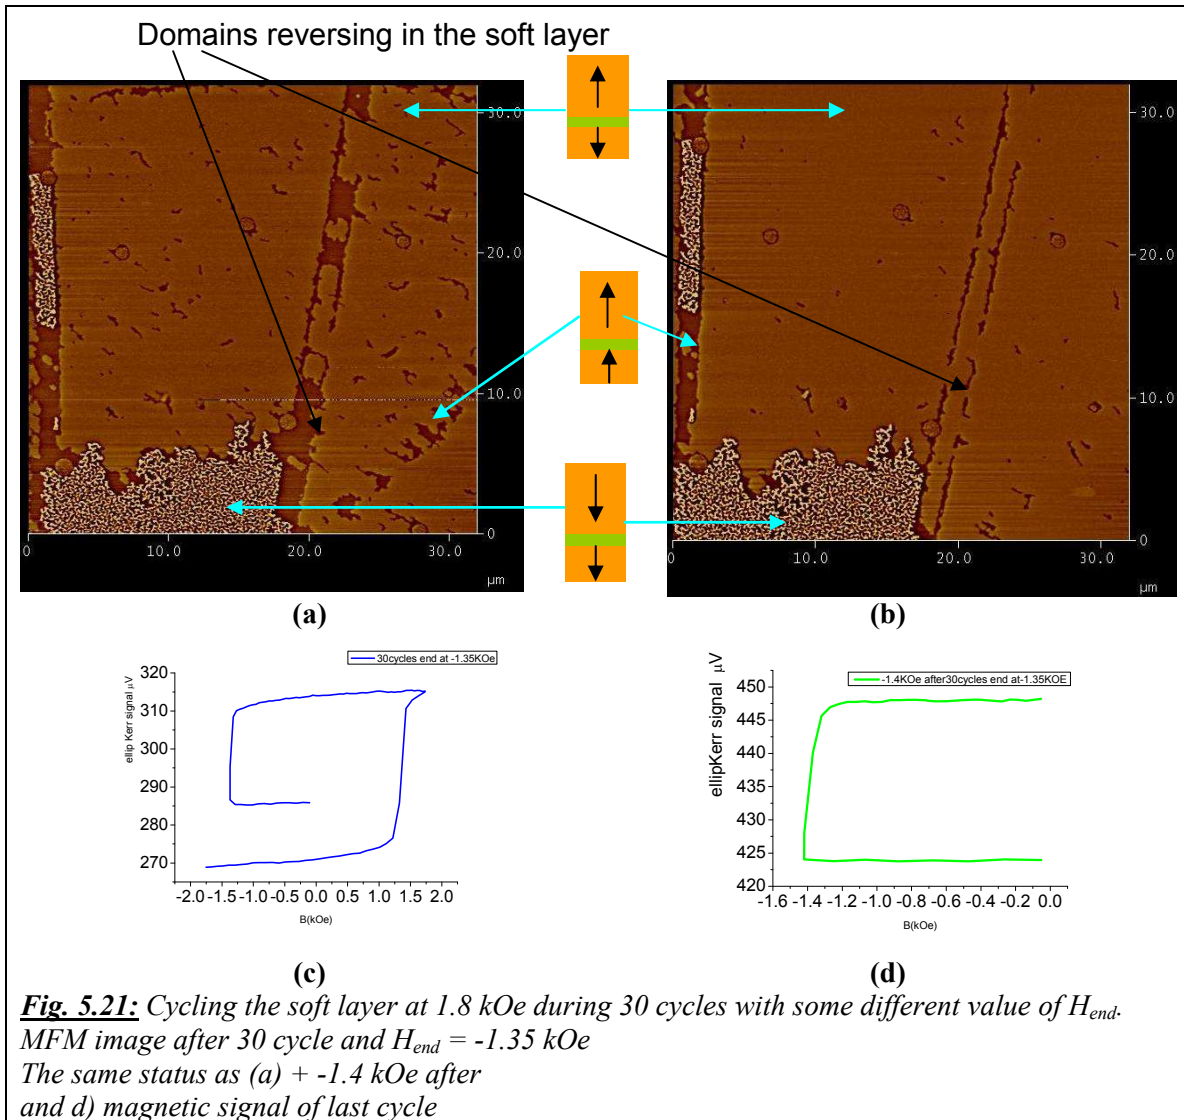 Domains reversing in the soft layer
30.0
20.0
10.0
0
0 10.0 20.0 30.0
µm
30.0
20.0
10.0
0
0 10.0 20.0 30.0
µm
(a)
(b)
30cycles end at -1.35KOe
ellip Kerr signal µV
320
310
300
290
280
270
-2.0 -1.5 -1.0 -0.5 0.0 0.5 1.0 1.5 2.0
B(kOe)
-1.4KOe after30cycles end at-1.35KOE
ellipKerr signal µV
450
445
440
435
430
425
420
-1.6 -1.4 -1.2 -1.0 -0.8 -0.6 -0.4 -0.2 0.0
B(kOe)
(c)
(d)
Fig. 5.21: Cycling the soft layer at 1.8 kOe during 30 cycles with some different value of Hend.
MFM image after 30 cycle and Hend = -1.35 kOe
The same status as (a) + -1.4 kOe after
and d) magnetic signal of last cycle